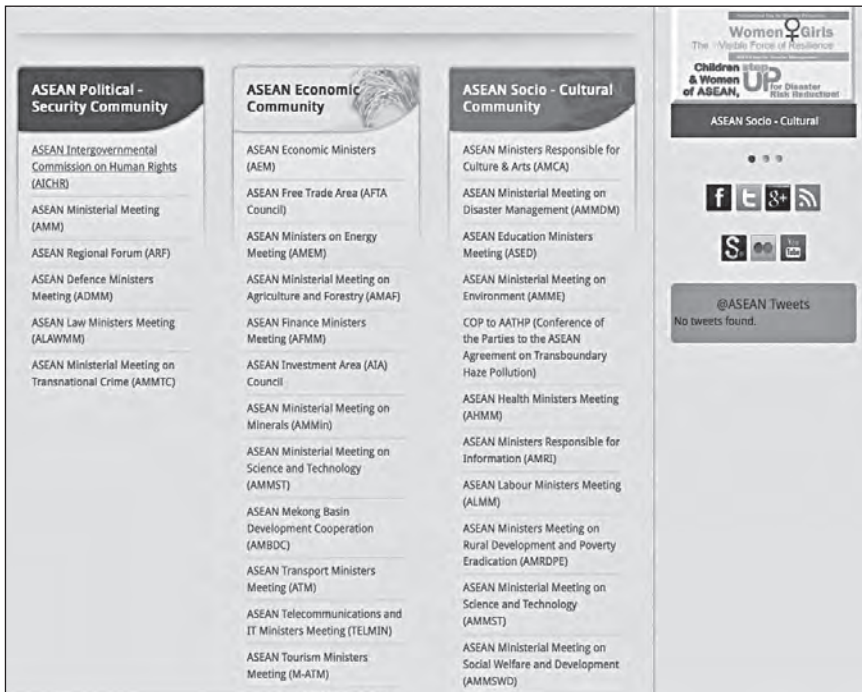 ASEAN Political -
Security Community
ASEAN Intergovernmental
Commission on Human Rights
(AICHR)
ASEAN Ministerial Meeting
(AMM)
ASEAN Regional Forum (ARF)
ASEAN Defence Ministers
Meeting (ADMM)
ASEAN Law Ministers Meeting
(ALAWMM)
ASEAN Ministerial Meeting on
Transnational Crime (AMMTC)
ASEAN Economic
Community
ASEAN Economic Ministers
(AEM)
ASEAN Free Trade Area (AFTA
Council)
ASEAN Ministers on Energy
Meeting (AMEM)
ASEAN Ministerial Meeting on
Agriculture and Forestry (AMAF)
ASEAN Finance Ministers
Meeting (AFMM)
ASEAN Investment Area (AIA)
Council
ASEAN Ministerial Meeting on
Minerals (AMMin)
ASEAN Ministerial Meeting on
Science and Technology
(AMMST)
ASEAN Mekong Basin
Development Cooperation
(AMBDC)
ASEAN Transport Ministers
Meeting (ATM)
ASEAN Telecommunications and
IT Ministers Meeting (TELMIN)
ASEAN Tourism Ministers
Meeting (M-ATM)
ASEAN Socio - Cultural
Community
ASEAN Ministers Responsible for
Culture & Arts (AMCA)
ASEAN Ministerial Meeting on
Disaster Management (AMMDM)
ASEAN Education Ministers
Meeting (ASED)
ASEAN Ministerial Meeting on
Environment (AMME)
COP to AATHP (Conference of
the Parties to the ASEAN
Agreement on Transboundary
Haze Pollution)
ASEAN Health Ministers Meeting
(AHMM)
ASEAN Ministers Responsible for
Information (AMRI)
ASEAN Labour Ministers Meeting
(ALMM)
ASEAN Ministers Meeting on
Rural Development and Poverty
Eradication (AMRDPE)
ASEAN Ministerial Meeting on
Science and Technology
(AMMST)
ASEAN Ministerial Meeting on
Social Welfare and Development
(AMMSWD)
Women Girls
Force of Resilience
Children step
& Women UP for Disaster
of ASEAN, Risk Reduction!
ASEAN Socio - Cultural
f t g+
S
You
Tube
@ASEAN Tweets
No tweets found.